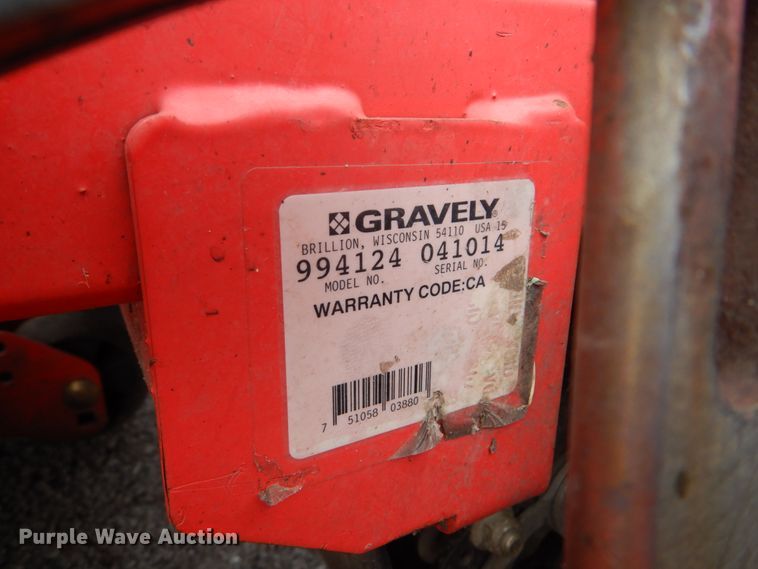 GRAVELY
BRILLION, WISCONSIN 54110 USA 15
994124 041014
MODEL NO. SERIAL NO.
WARRANTY CODE:CA
7 51058 03880
Purple Wave Auction